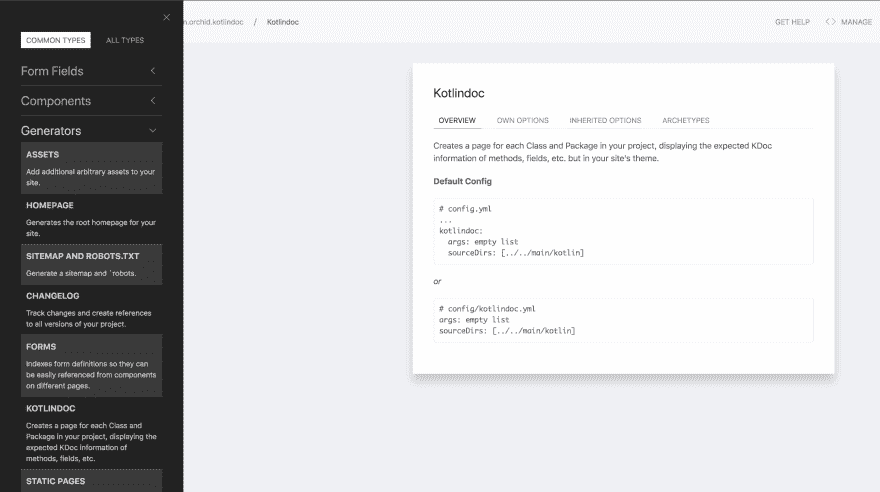 COMMON TYPES
ALL TYPES
Form Fields
Components
Generators
ASSETS
Add additional arbitrary assets to your
site.
HOMEPAGE
Generates the root homepage for your
site.
SITEMAP AND ROBOTS.TXT
Generate a sitemap and `robots.
CHANGELOG
Track changes and create references
to all versions of your project.
FORMS
Indexes form definitions so they can
be easily referenced from components
on different pages.
KOTLINDOC
Creates a page for each Class and
Package in your project, displaying the
expected KDoc information of
methods, fields, etc.
STATIC PAGES
n.orchid.kotlindoc / Kotlindoc
GET HELP
<> MANAGE
Kotlindoc
OVERVIEW
OWN OPTIONS
INHERITED OPTIONS
ARCHETYPES
Creates a page for each Class and Package in your project, displaying the expected KDoc
information of methods, fields, etc. but in your site's theme.
Default Config
# config.yml
...
kotlindoc:
args: empty list
sourceDirs: [../../main/kotlin]
or
# config/kotlindoc.yml
args: empty list
sourceDirs: [../../main/kotlin]